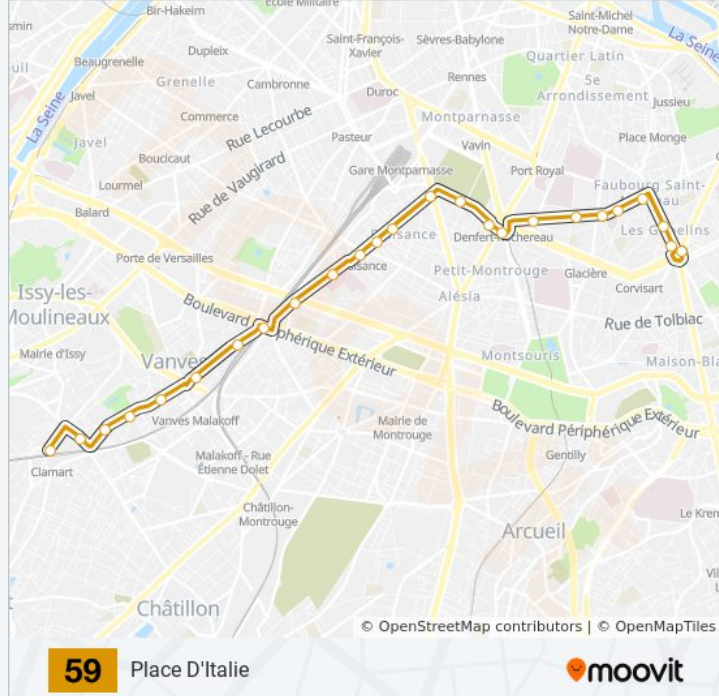 Bir-Hakeim
École Militaire
Saint-Michel
Notre-Dame
La Seine
smin
Saint-François-
Xavier
Sèvres-Babylone
Dupleix
Beaugrenelle
Quartier Latin
uil
Grenelle
Cambronne
Rennes
5e
Arrondissement
Javel
Duroc
Jussieu
La Seine
Commerce
Rue Lecourbe
Montparnasse
Pasteur
Vavin
Place Monge
Javel
Boucicaut
Rue de Vaugirard
Gare Montparnasse
Port Royal
Lourmel
Faubourg Saint-
Balard
Les Gobelins
Denfert-Rochereau
Porte de Versailles
Petit-Montrouge
Glacière
Corvisart
Issy-les-
Moulineaux
Alésia
Boulevard Périphérique Extérieur
Rue de Tolbiac
Mairie d'Issy
Vanves
Montsouris
Maison-Bla
Vanves Malakoff
Mairie de
Montrouge
Boulevard Périphérique Extérieur
Clamart
Malakoff - Rue
Étienne Dolet
Gentilly
Châtillon-
Montrouge
Le Kren
Arcueil
Châtillon
© OpenStreetMap contributors | © OpenMapTiles
59
Place D'Italie
moovit